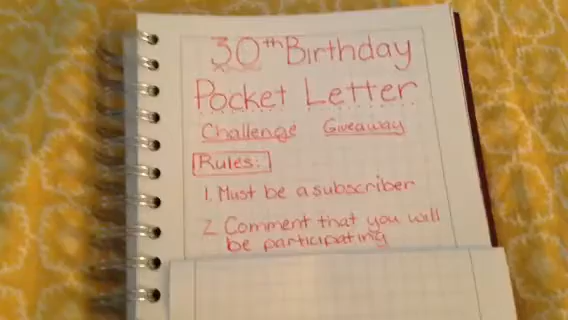 30th Birthday
Pocket Letter
Challenge Giveaway
Rules:
1. Must be a subscriber
2. Comment that you will
be participating